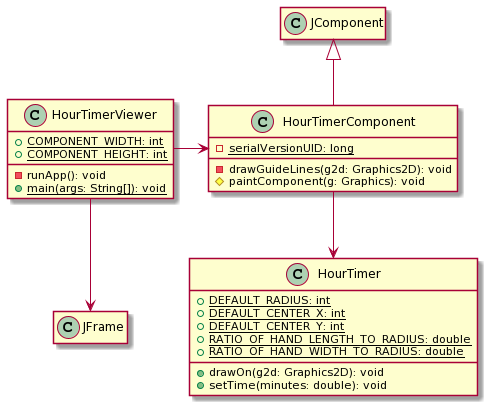 C JComponent
C HourTimerViewer
COMPONENT_WIDTH: int
COMPONENT_HEIGHT: int
runApp(): void
main(args: String[]): void
C HourTimerComponent
serialVersionUID: long
drawGuideLines(g2d: Graphics2D): void
paintComponent(g: Graphics): void
C JFrame
C HourTimer
DEFAULT_RADIUS: int
DEFAULT_CENTER_X: int
DEFAULT_CENTER_Y: int
RATIO_OF_HAND_LENGTH_TO_RADIUS: double
RATIO_OF_HAND_WIDTH_TO_RADIUS: double
drawOn(g2d: Graphics2D): void
setTime(minutes: double): void